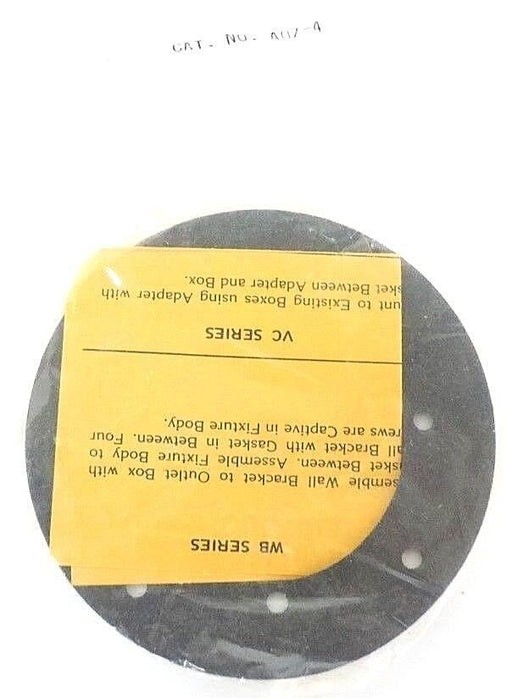 CAT. NO.
WB SERIES
semble Wall Bracket to Outlet Box with
sket Between. Assemble Fixture Body to
all Bracket with Gasket in Between. Four
rews are Captive in Fixture Body.
VC SERIES
unt to Existing Boxes using Adapter with
sket Between Adapter and Box.